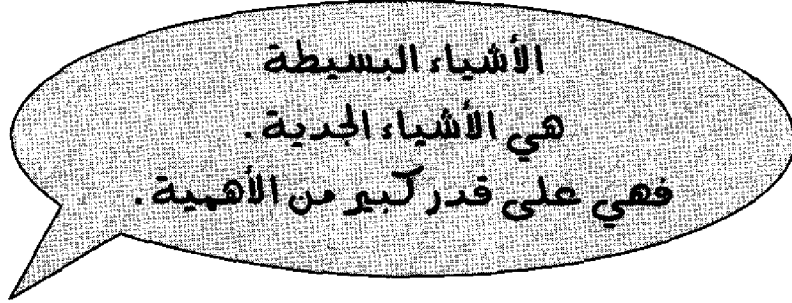 الأشياء البسيطة
هي الأشياء الجدية.
فهي على قدر كبير من الأهمية.